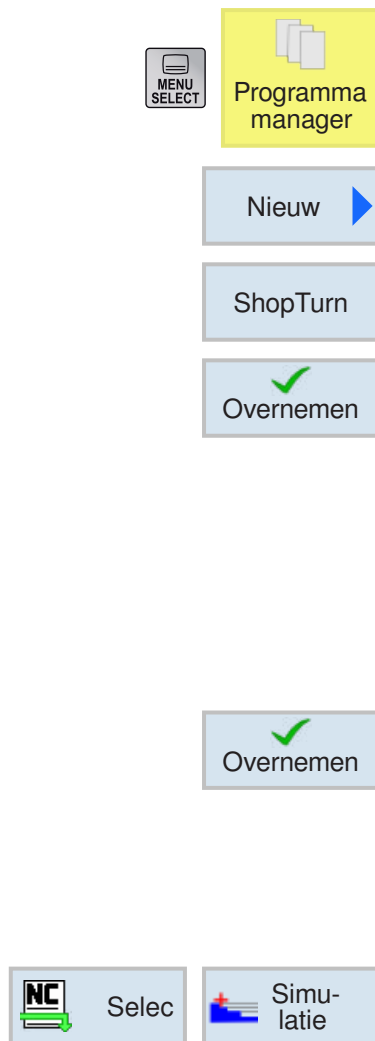 MENU
SELECT
Programma
manager
Nieuw
ShopTurn
Overnemen
Overnemen
NC
Selec
Simu-
latie